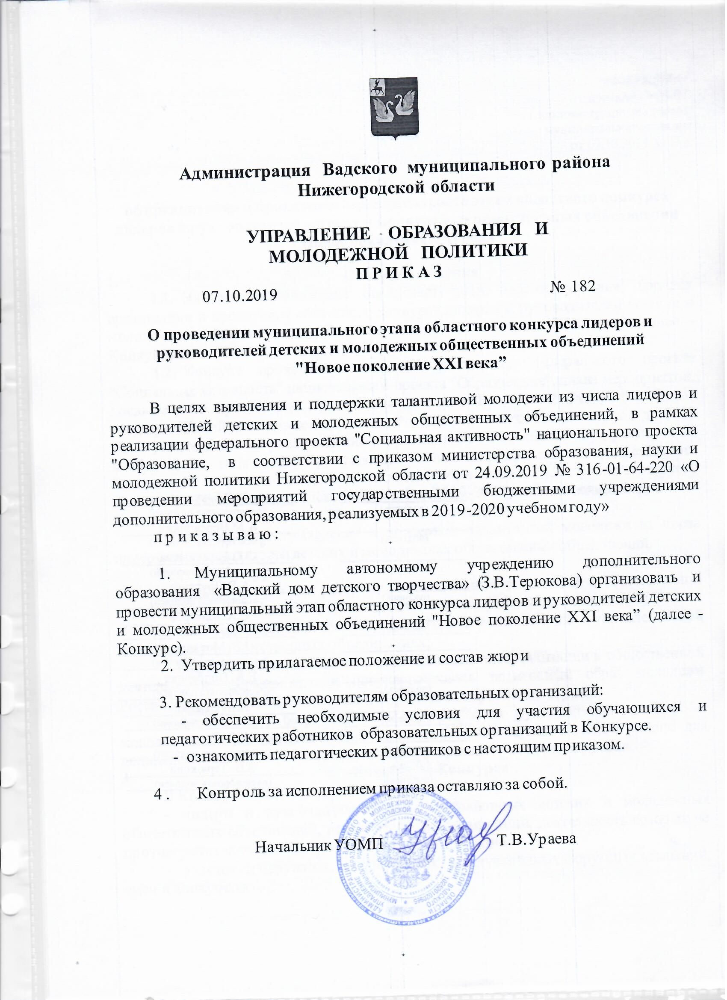 Администрация Вадского муниципального района
Нижегородской области
УПРАВЛЕНИЕ ОБРАЗОВАНИЯ И
МОЛОДЕЖНОЙ ПОЛИТИКИ
П Р И К А З
07.10.2019 № 182
О проведении муниципального этапа областного конкурса лидеров и
руководителей детских и молодежных общественных объединений
"Новое поколение XXI века”
В целях выявления и поддержки талантливой молодежи из числа лидеров и
руководителей детских и молодежных общественных объединений, в рамках
реализации федерального проекта "Социальная активность" национального проекта
"Образование, в соответствии с приказом министерства образования, науки и
молодежной политики Нижегородской области от 24.09.2019 № 316-01-64-220 «О
проведении мероприятий государственными бюджетными учреждениями
дополнительного образования, реализуемых в 2019-2020 учебном году»
п р и к а з ы в а ю :
1. Муниципальному автономному учреждению дополнительного
образования «Вадский дом детского творчества» (З.В.Терюкова) организовать и
провести муниципальный этап областного конкурса лидеров и руководителей детских
и молодежных общественных объединений "Новое поколение XXI века” (далее -
Конкурс).
2. Утвердить прилагаемое положение и состав жюри
3. Рекомендовать руководителям образовательных организаций:
- обеспечить необходимые условия для участия обучающихся и
педагогических работников образовательных организаций в Конкурсе.
- ознакомить педагогических работников с настоящим приказом.
4 . Контроль за исполнением приказа оставляю за собой.
Начальник УОМП Т.В.Ураева